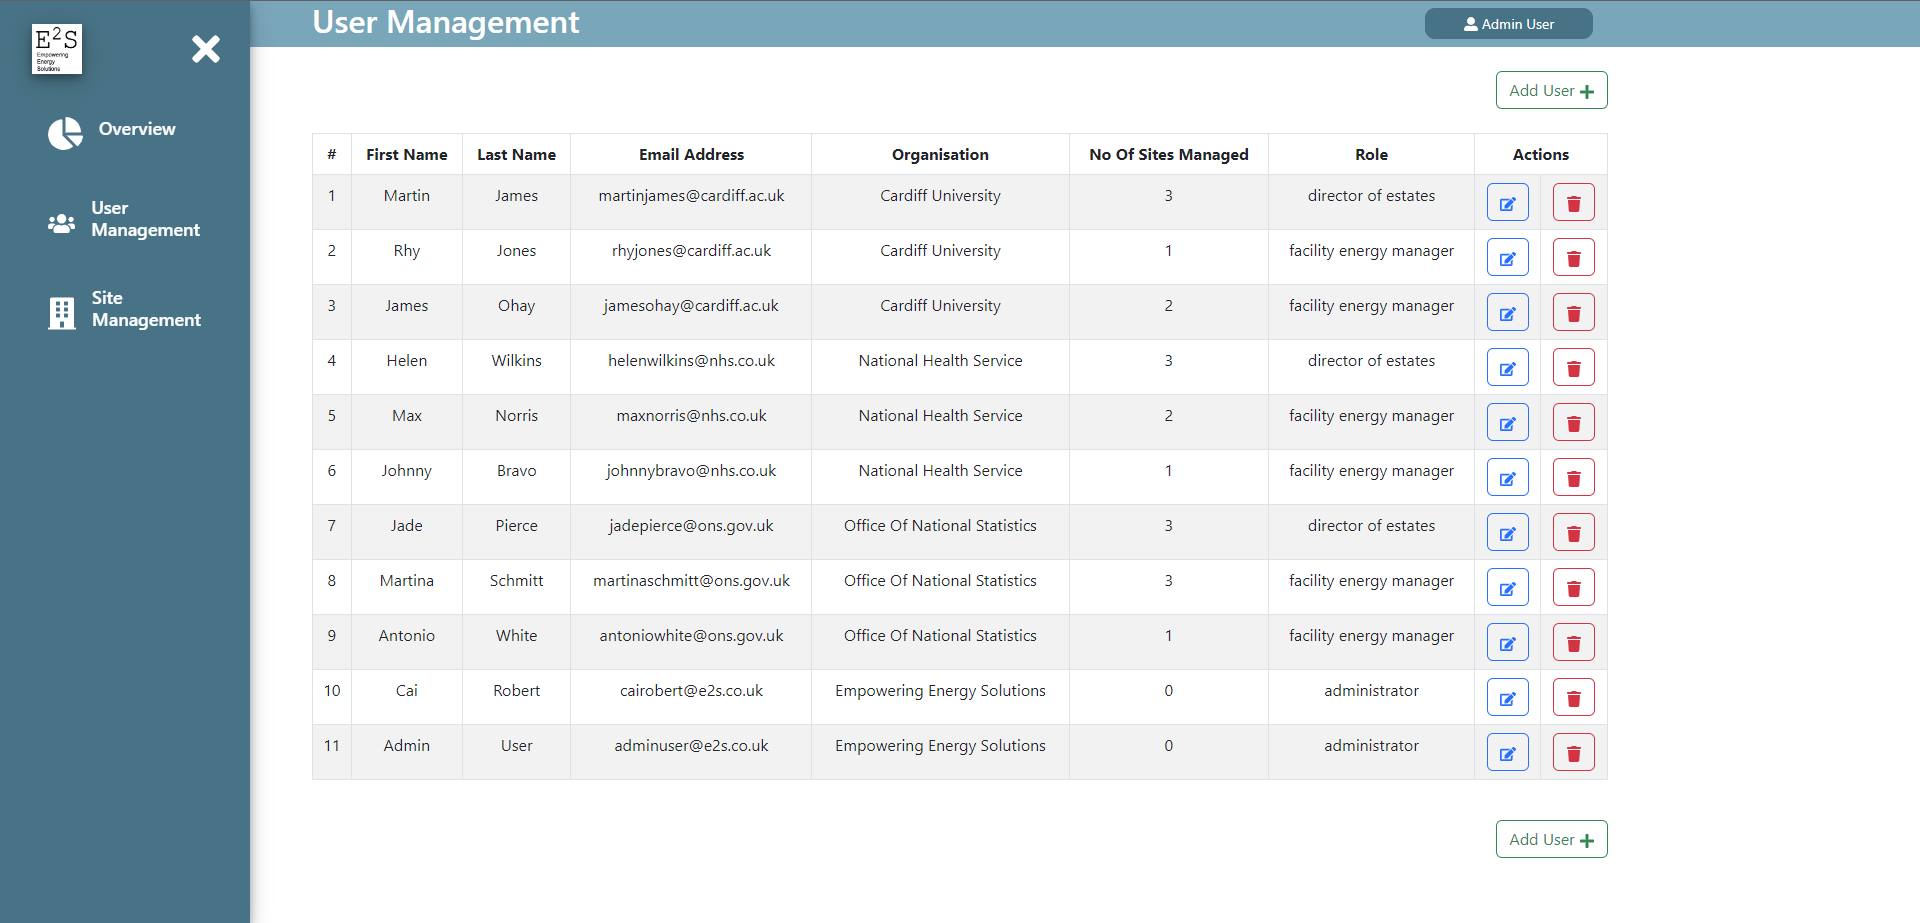 E²S
Empowering
Energy
Solutions
Overview
User
Management
Site
Management
User Management
Admin User
Add User
# First Name Last Name Email Address Organisation No Of Sites Managed Role Actions
1 Martin James martinjames@cardiff.ac.uk Cardiff University 3 director of estates
2 Rhy Jones rhyjones@cardiff.ac.uk Cardiff University 1 facility energy manager
3 James Ohay jamesohay@cardiff.ac.uk Cardiff University 2 facility energy manager
4 Helen Wilkins helenwilkins@nhs.co.uk National Health Service 3 director of estates
5 Max Norris maxnorris@nhs.co.uk National Health Service 2 facility energy manager
6 Johnny Bravo johnnybravo@nhs.co.uk National Health Service 1 facility energy manager
7 Jade Pierce jadepierce@ons.gov.uk Office Of National Statistics 3 director of estates
8 Martina Schmitt martinaschmitt@ons.gov.uk Office Of National Statistics 3 facility energy manager
9 Antonio White antoniowhite@ons.gov.uk Office Of National Statistics 1 facility energy manager
10 Cai Robert cairobert@e2s.co.uk Empowering Energy Solutions 0 administrator
11 Admin User adminuser@e2s.co.uk Empowering Energy Solutions 0 administrator
Add User